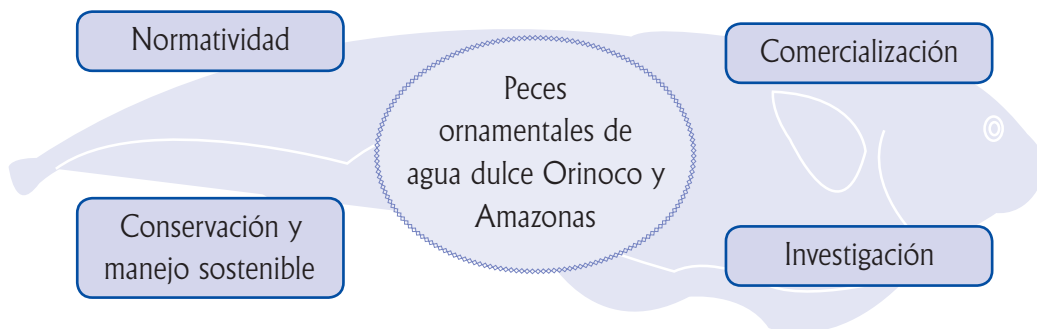 Normatividad
Comercialización
Peces
ornamentales de
agua dulce Orinoco y
Amazonas
Conservación y
manejo sostenible
Investigación